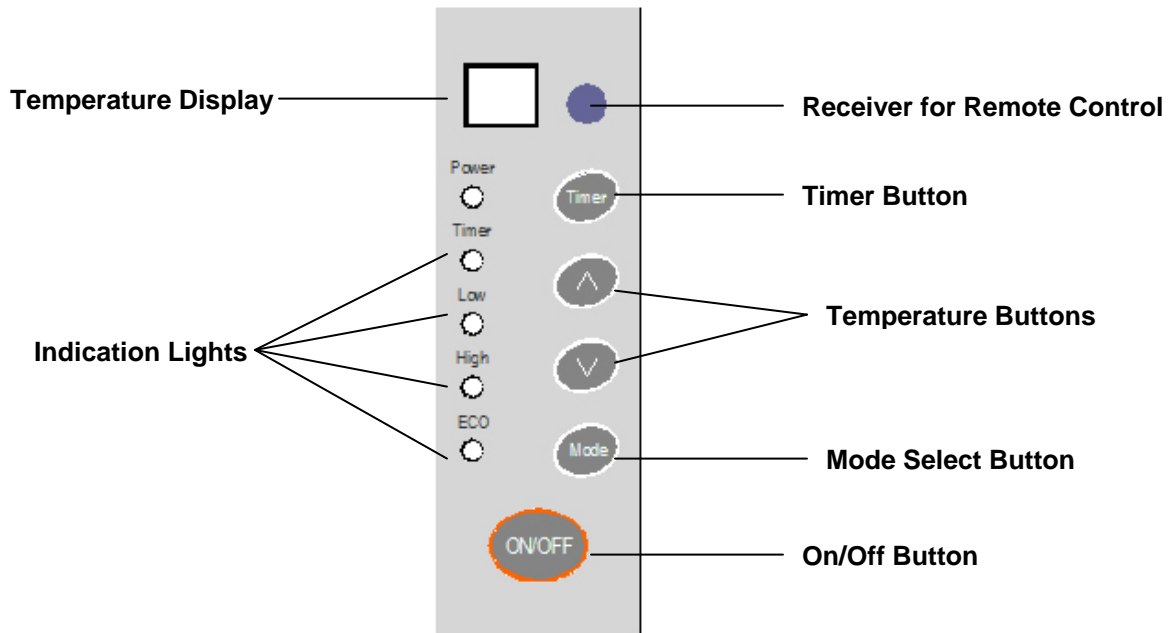 Temperature Display
Receiver for Remote Control
Power
Timer
Timer Button
Timer
Low
Temperature Buttons
Indication Lights
High
ECO
Mode
Mode Select Button
ON/OFF
On/Off Button